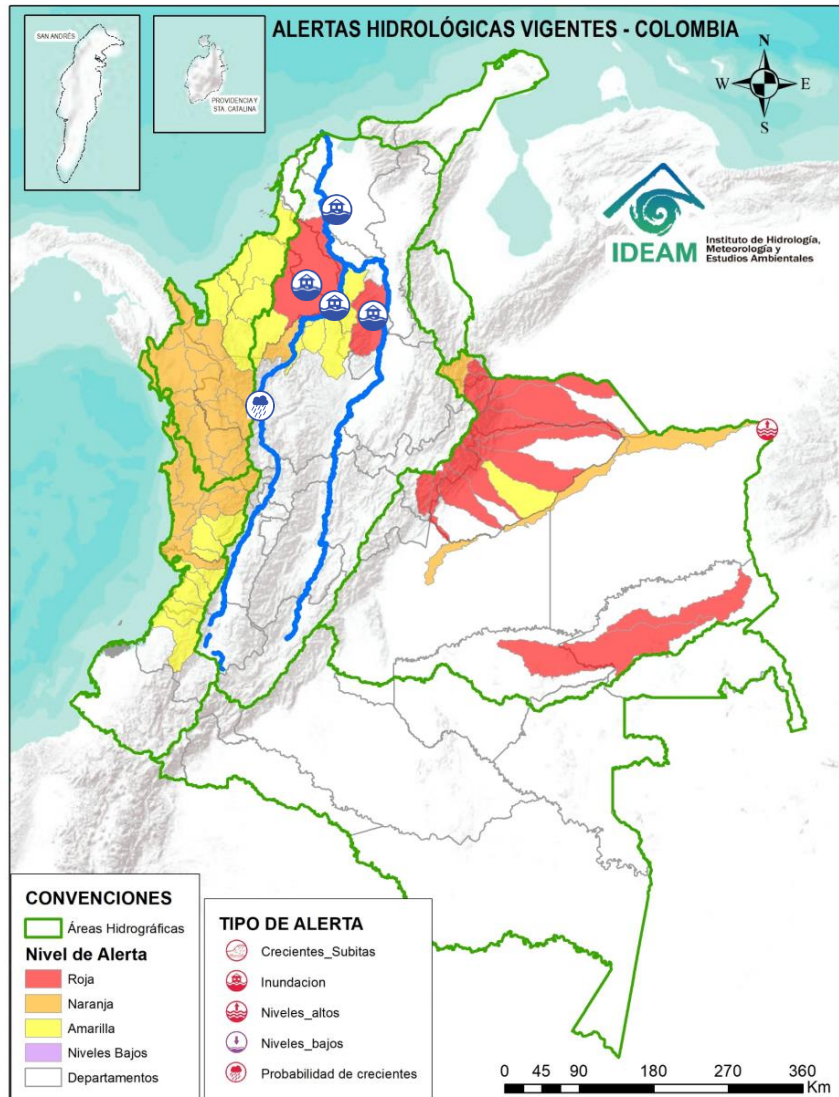 ALERTAS HIDROLÓGICAS VIGENTES - COLOMBIA
SAN ANDRÉS
PROVIDENCIA Y
STA. CATALINA
N
W
E
S
IDEAM
Instituto de Hidrología,
Meteorología y
Estudios Ambientales
CONVENCIONES
Áreas Hidrográficas
Nivel de Alerta
Roja
Naranja
Amarilla
Niveles Bajos
Departamentos
TIPO DE ALERTA
Crecientes_Subitas
Inundacion
Niveles_altos
Niveles_bajos
Probabilidad de crecientes
0 45 90 180 270 360
Km